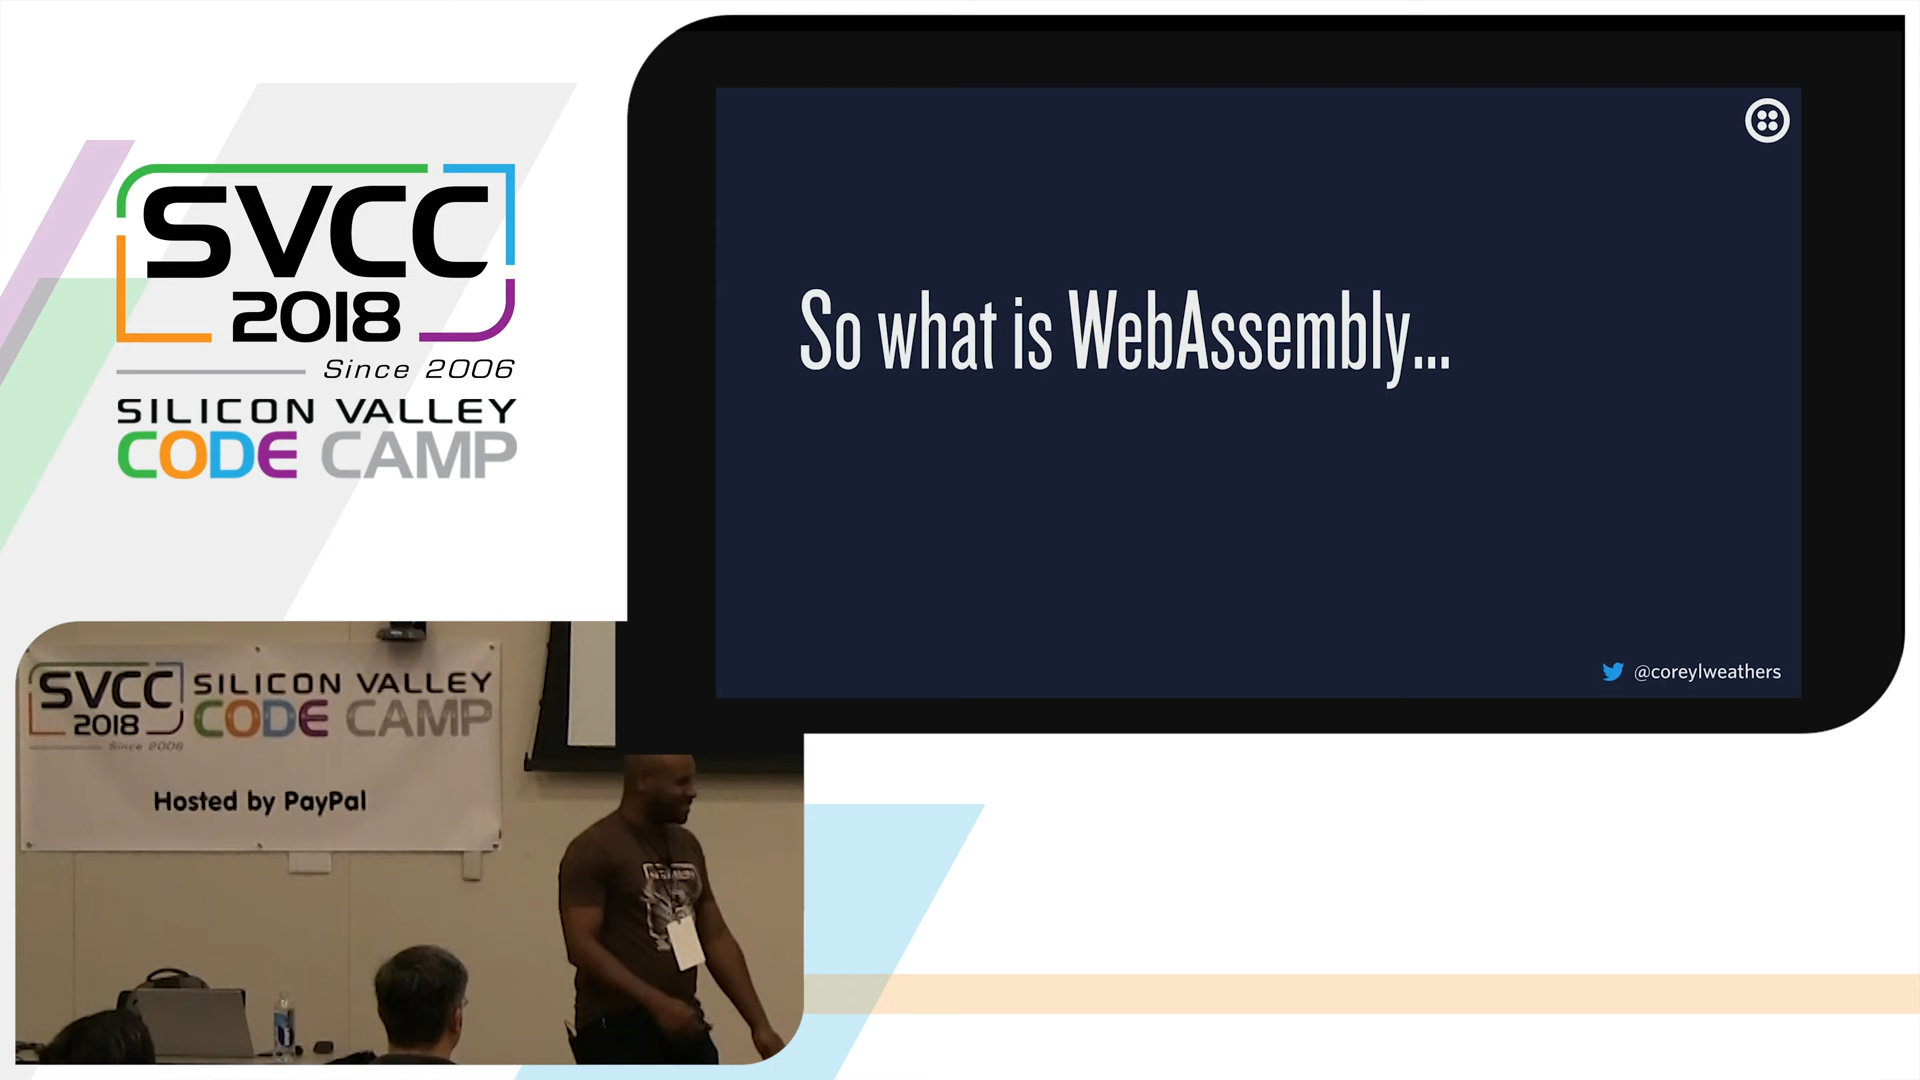 SVCC
2018
Since 2006
SILICON VALLEY
CODE CAMP
So what is WebAssembly...
@coreylweathers
SVCC
2018
Since 2006
SILICON VALLEY
CODE CAMP
Hosted by PayPal